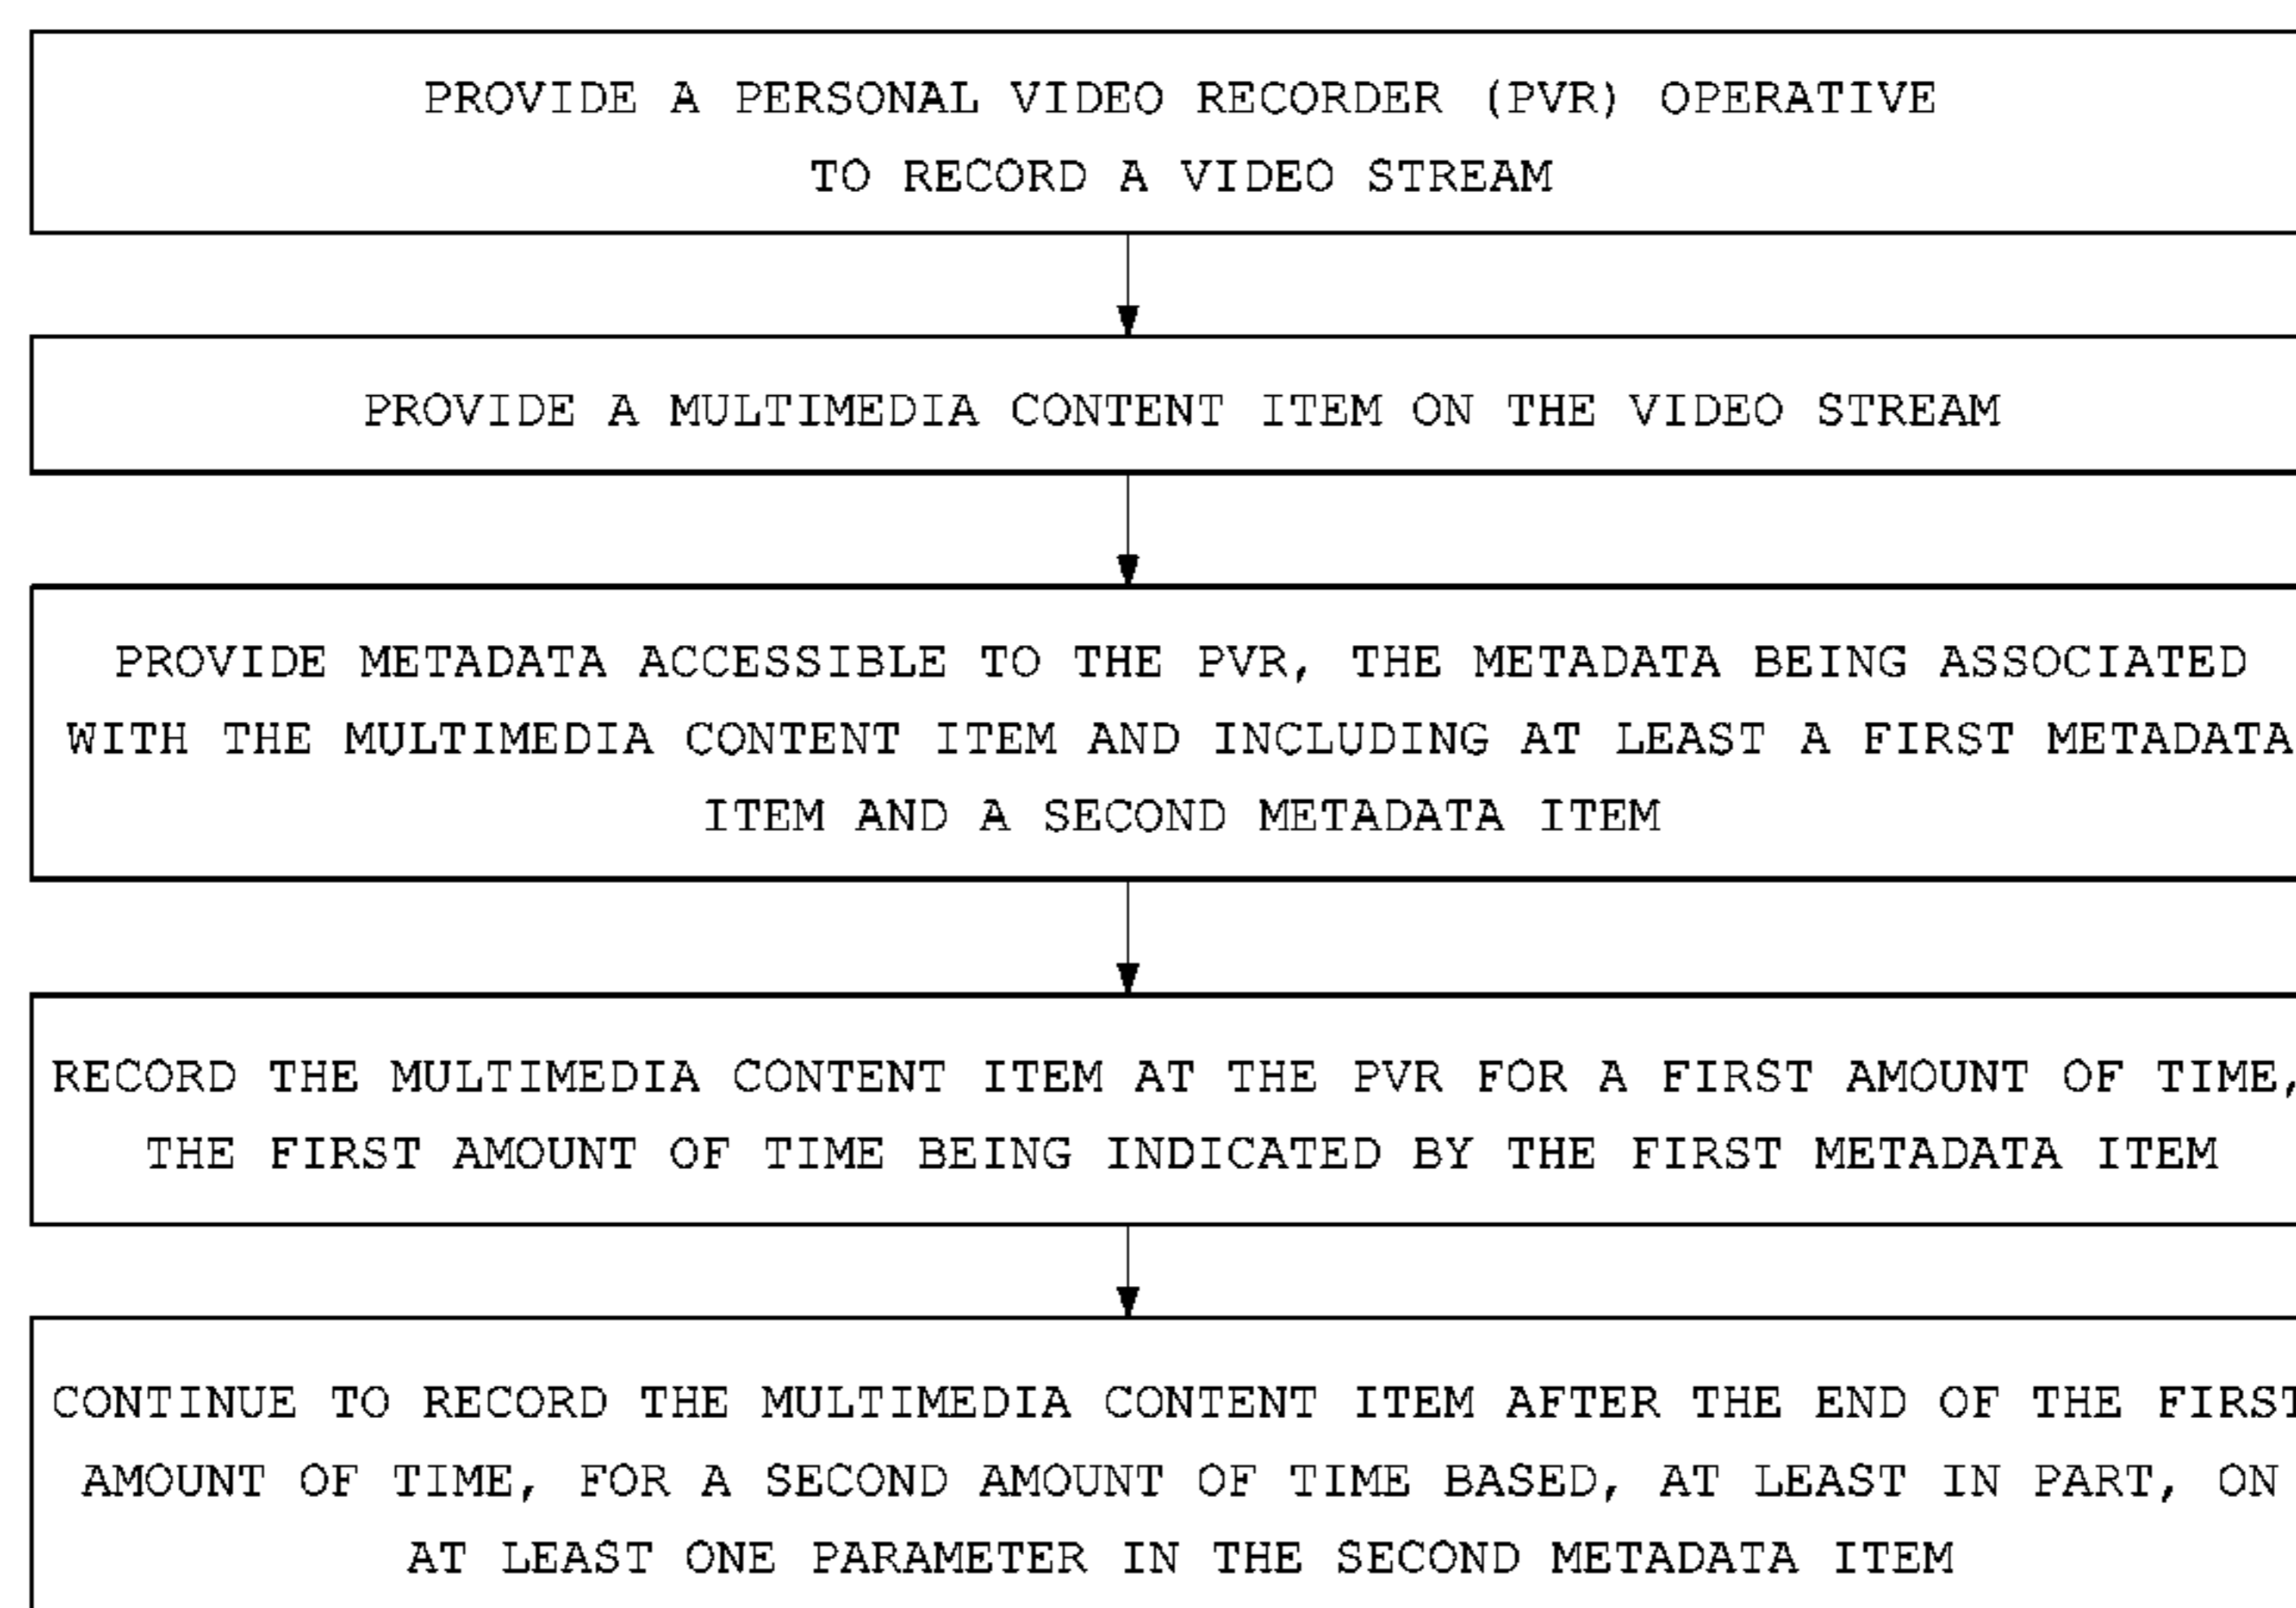 PROVIDE A PERSONAL VIDEO RECORDER (PVR) OPERATIVE
TO RECORD A VIDEO STREAM
PROVIDE A MULTIMEDIA CONTENT ITEM ON THE VIDEO STREAM
PROVIDE METADATA ACCESSIBLE TO THE PVR, THE METADATA BEING ASSOCIATED
WITH THE MULTIMEDIA CONTENT ITEM AND INCLUDING AT LEAST A FIRST METADATA
ITEM AND A SECOND METADATA ITEM
RECORD THE MULTIMEDIA CONTENT ITEM AT THE PVR FOR A FIRST AMOUNT OF TIME,
THE FIRST AMOUNT OF TIME BEING INDICATED BY THE FIRST METADATA ITEM
CONTINUE TO RECORD THE MULTIMEDIA CONTENT ITEM AFTER THE END OF THE FIRST
AMOUNT OF TIME, FOR A SECOND AMOUNT OF TIME BASED, AT LEAST IN PART, ON
AT LEAST ONE PARAMETER IN THE SECOND METADATA ITEM